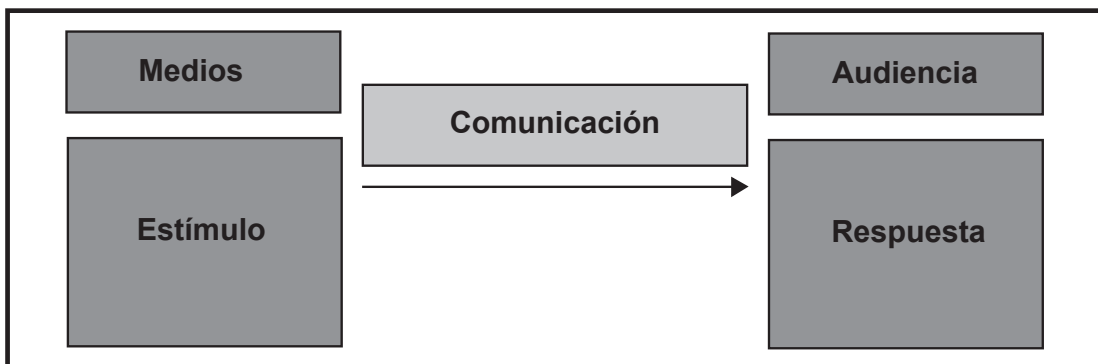 Medios
Audiencia
Comunicación
Estímulo
Respuesta